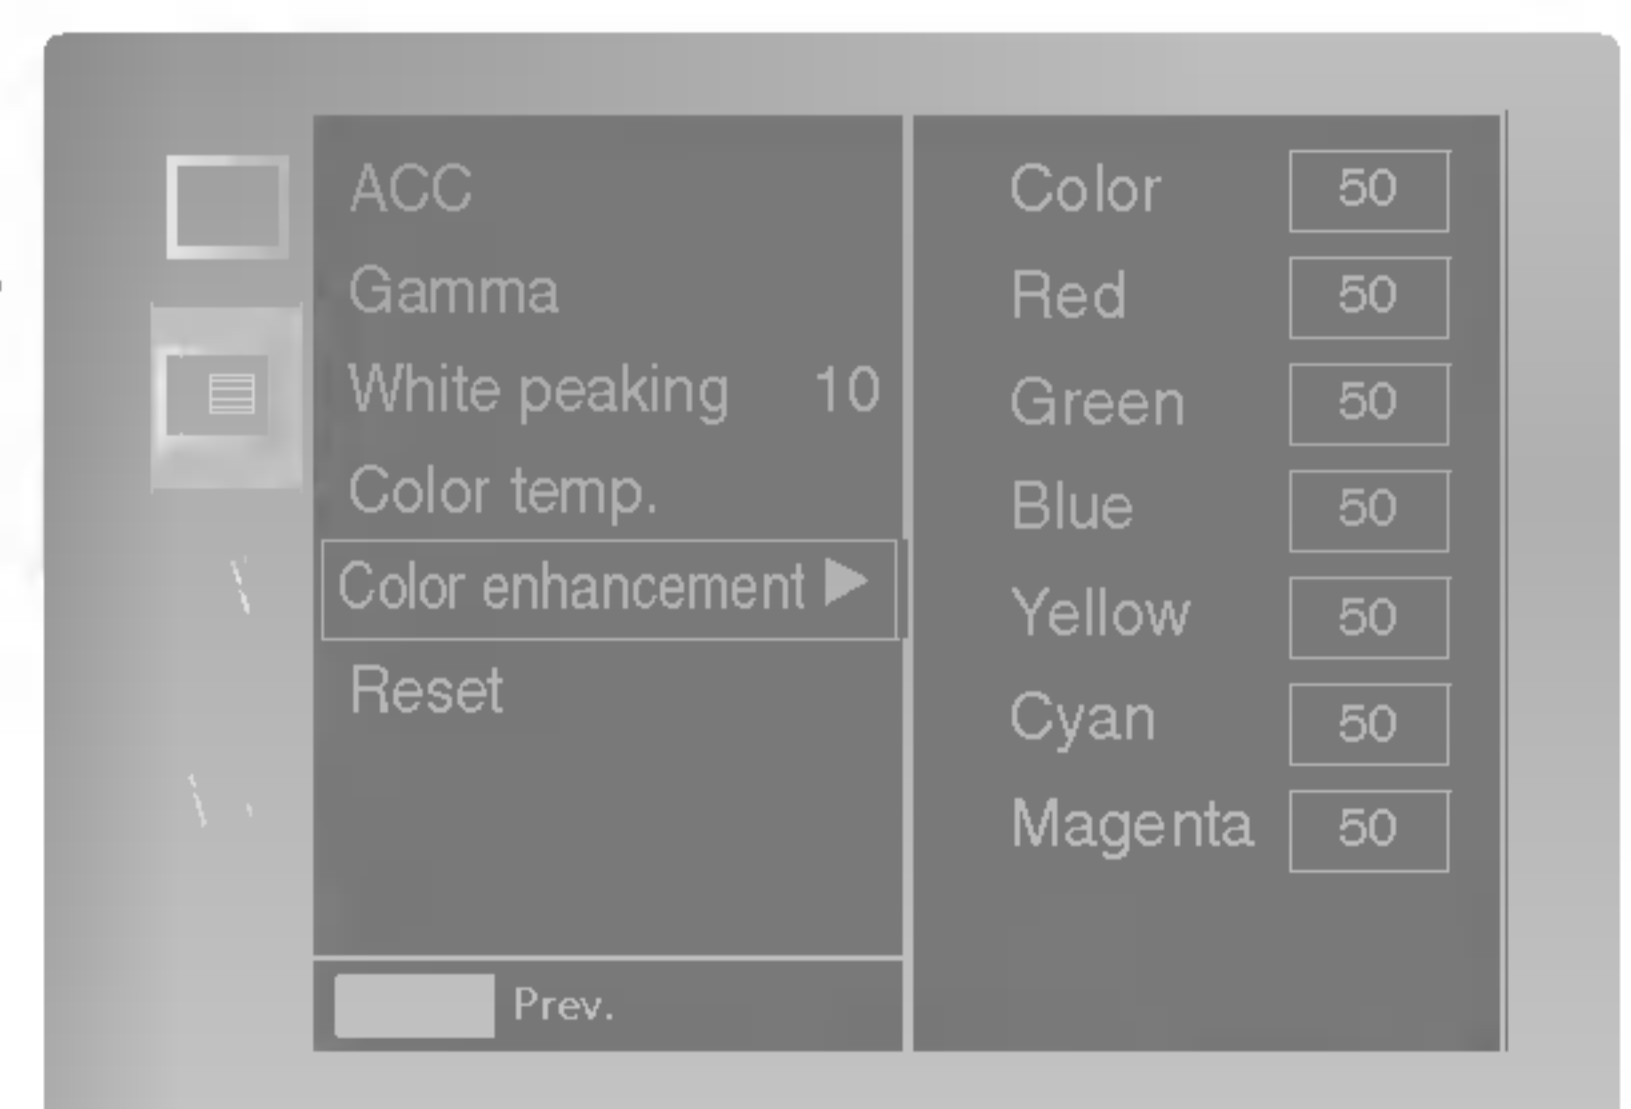 ACC
Gamma
White peaking 10
Color temp.
Color enhancement
Reset
Prev.
Color 50
Red 50
Green 50
Blue 50
Yellow 50
Cyan 50
Magenta 50